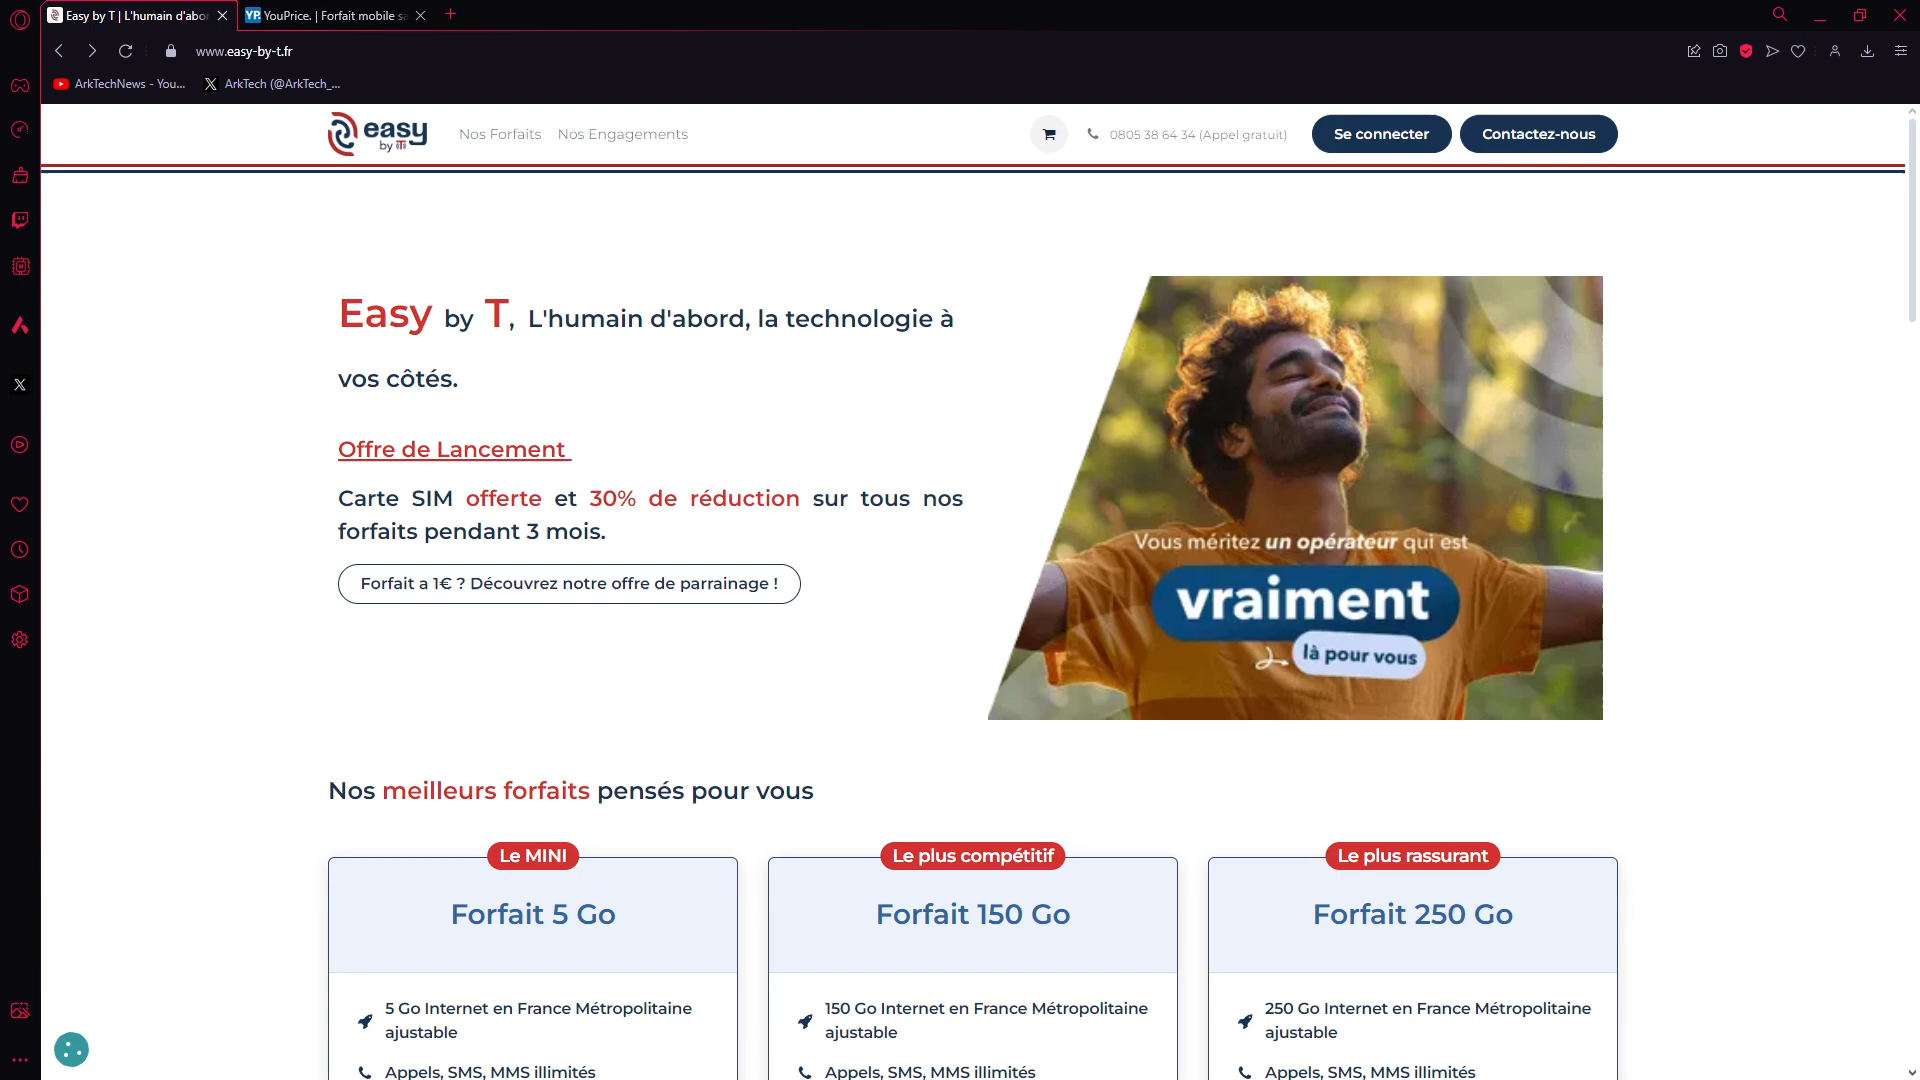 Easy by T | L'humain d'abor
YouPrice. | Forfait mobile sa
www.easy-by-t.fr
ArkTechNews - You...
ArkTech (@ArkTech_...
easy
by T
Nos Forfaits
Nos Engagements
0805 38 64 34 (Appel gratuit)
Se connecter
Contactez-nous
Easy by T, L'humain d'abord, la technologie à
vos côtés.
Offre de Lancement
Carte SIM offerte et 30% de réduction sur tous nos
forfaits pendant 3 mois.
Forfait a 1€ ? Découvrez notre offre de parrainage !
Vous méritez un opérateur qui est
vraiment
là pour vous
Nos meilleurs forfaits pensés pour vous
Le MINI
Forfait 5 Go
5 Go Internet en France Métropolitaine
ajustable
Appels, SMS, MMS illimités
Le plus compétitif
Forfait 150 Go
150 Go Internet en France Métropolitaine
ajustable
Appels, SMS, MMS illimités
Le plus rassurant
Forfait 250 Go
250 Go Internet en France Métropolitaine
ajustable
Appels, SMS, MMS illimités